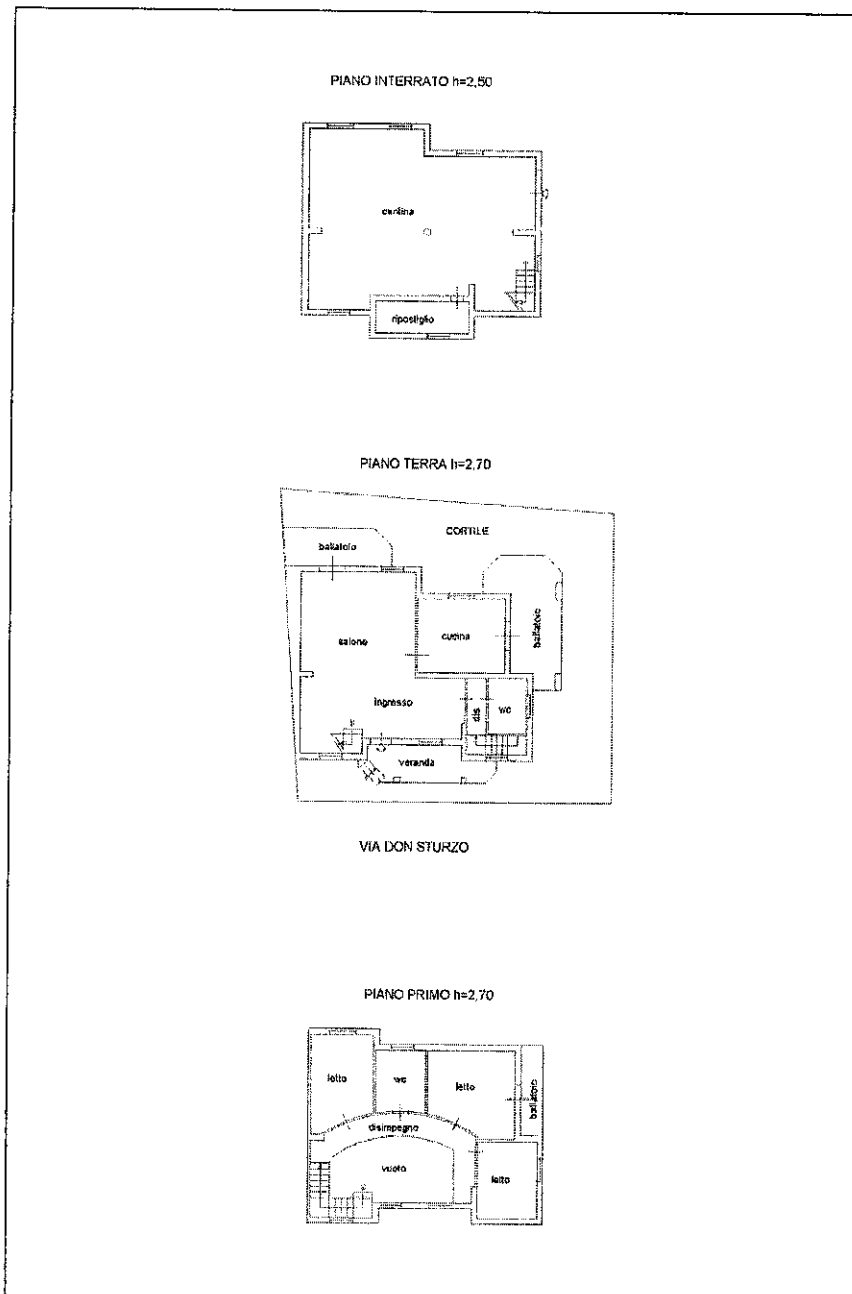 PIANO INTERRATO h=2,50
cantina
ripostiglio
PIANO TERRA h=2,70
CORTILE
ballatoio
salone
cucina
ballatoio
ingresso
dis
wc
veranda
VIA DON STURZO
PIANO PRIMO h=2,70
letto
wc
letto
ballatoio
disimpegno
vuoto
letto